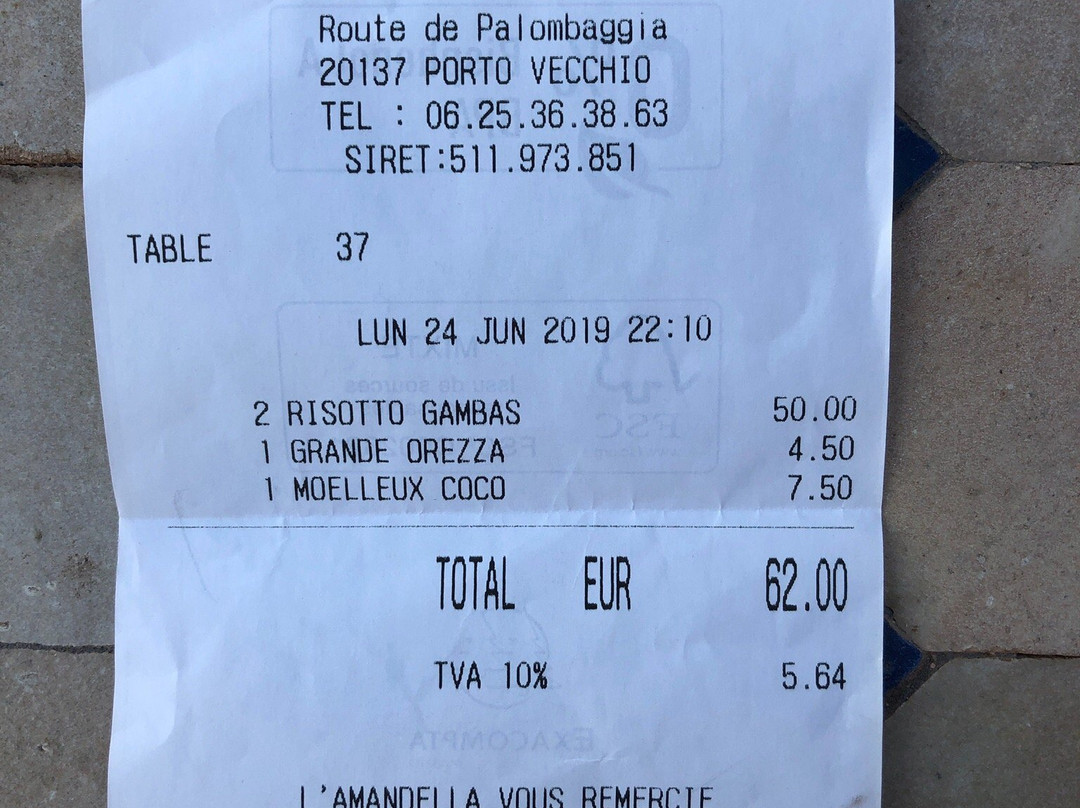 Route de Palombaggia
20137 PORTO VECCHIO
TEL : 06.25.36.38.63
SIRET:511.973.851
TABLE 37
LUN 24 JUN 2019 22:10
2 RISOTTO GAMBAS 50.00
1 GRANDE OREZZA 4.50
1 MOELLEUX COCO 7.50
TOTAL EUR 62.00
TVA 10% 5.64
EXACOMPTA
L'AMANDELLA VOUS REMERCIE